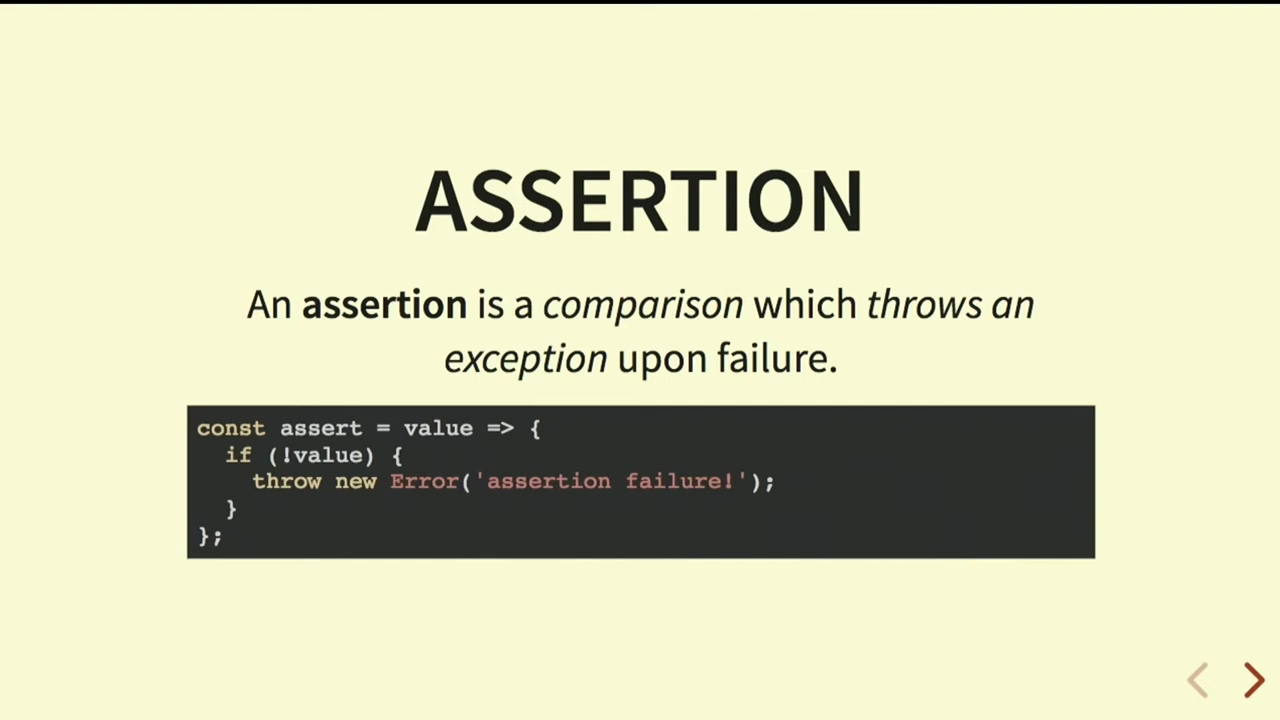 ASSERTION
An assertion is a comparison which throws an
exception upon failure.
const assert = value => {
  if (!value) {
    throw new Error('assertion failure!');
  }
};